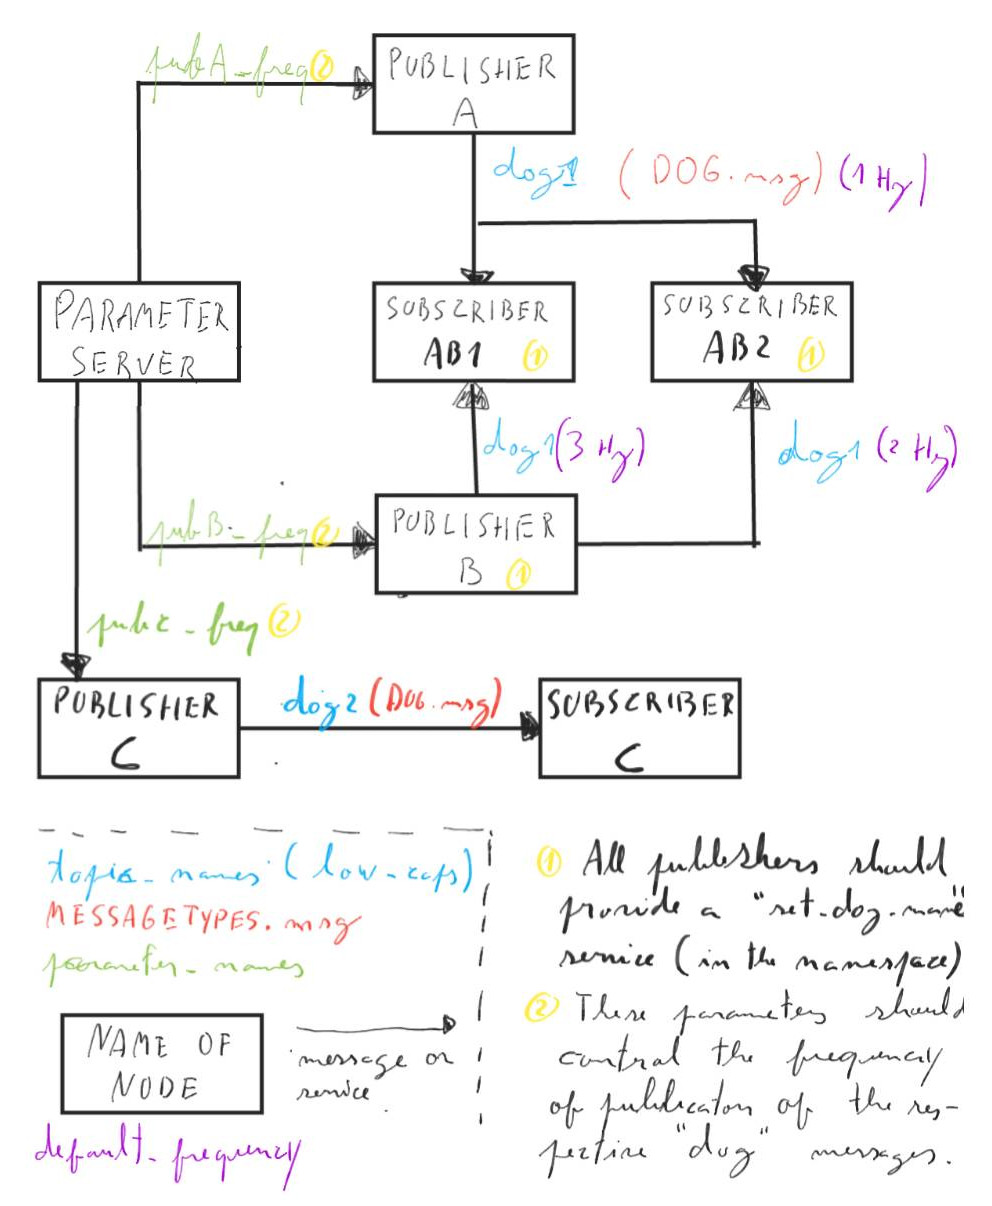 pubA_freq ②
PUBLISHER
A
dog1 (DOG.msg) (1 Hz)
PARAMETER
SERVER
SUBSCRIBER
AB1 ①
SUBSCRIBER
AB2 ①
dog1 (3 Hz)
dog1 (2 Hz)
pubB_freq ②
PUBLISHER
B ①
pubC_freq ②
PUBLISHER
C
dog2 (DOG.msg)
SUBSCRIBER
C
topic_names (low_caps)
MESSAGETYPES.msg
parameter_names
NAME OF
NODE
message or
service
default_frequency
① All publishers should
provide a "set_dog_name"
service (in the namespace)
② These parameters should
control the frequency
of publication of the res-
pective "dog" messages.